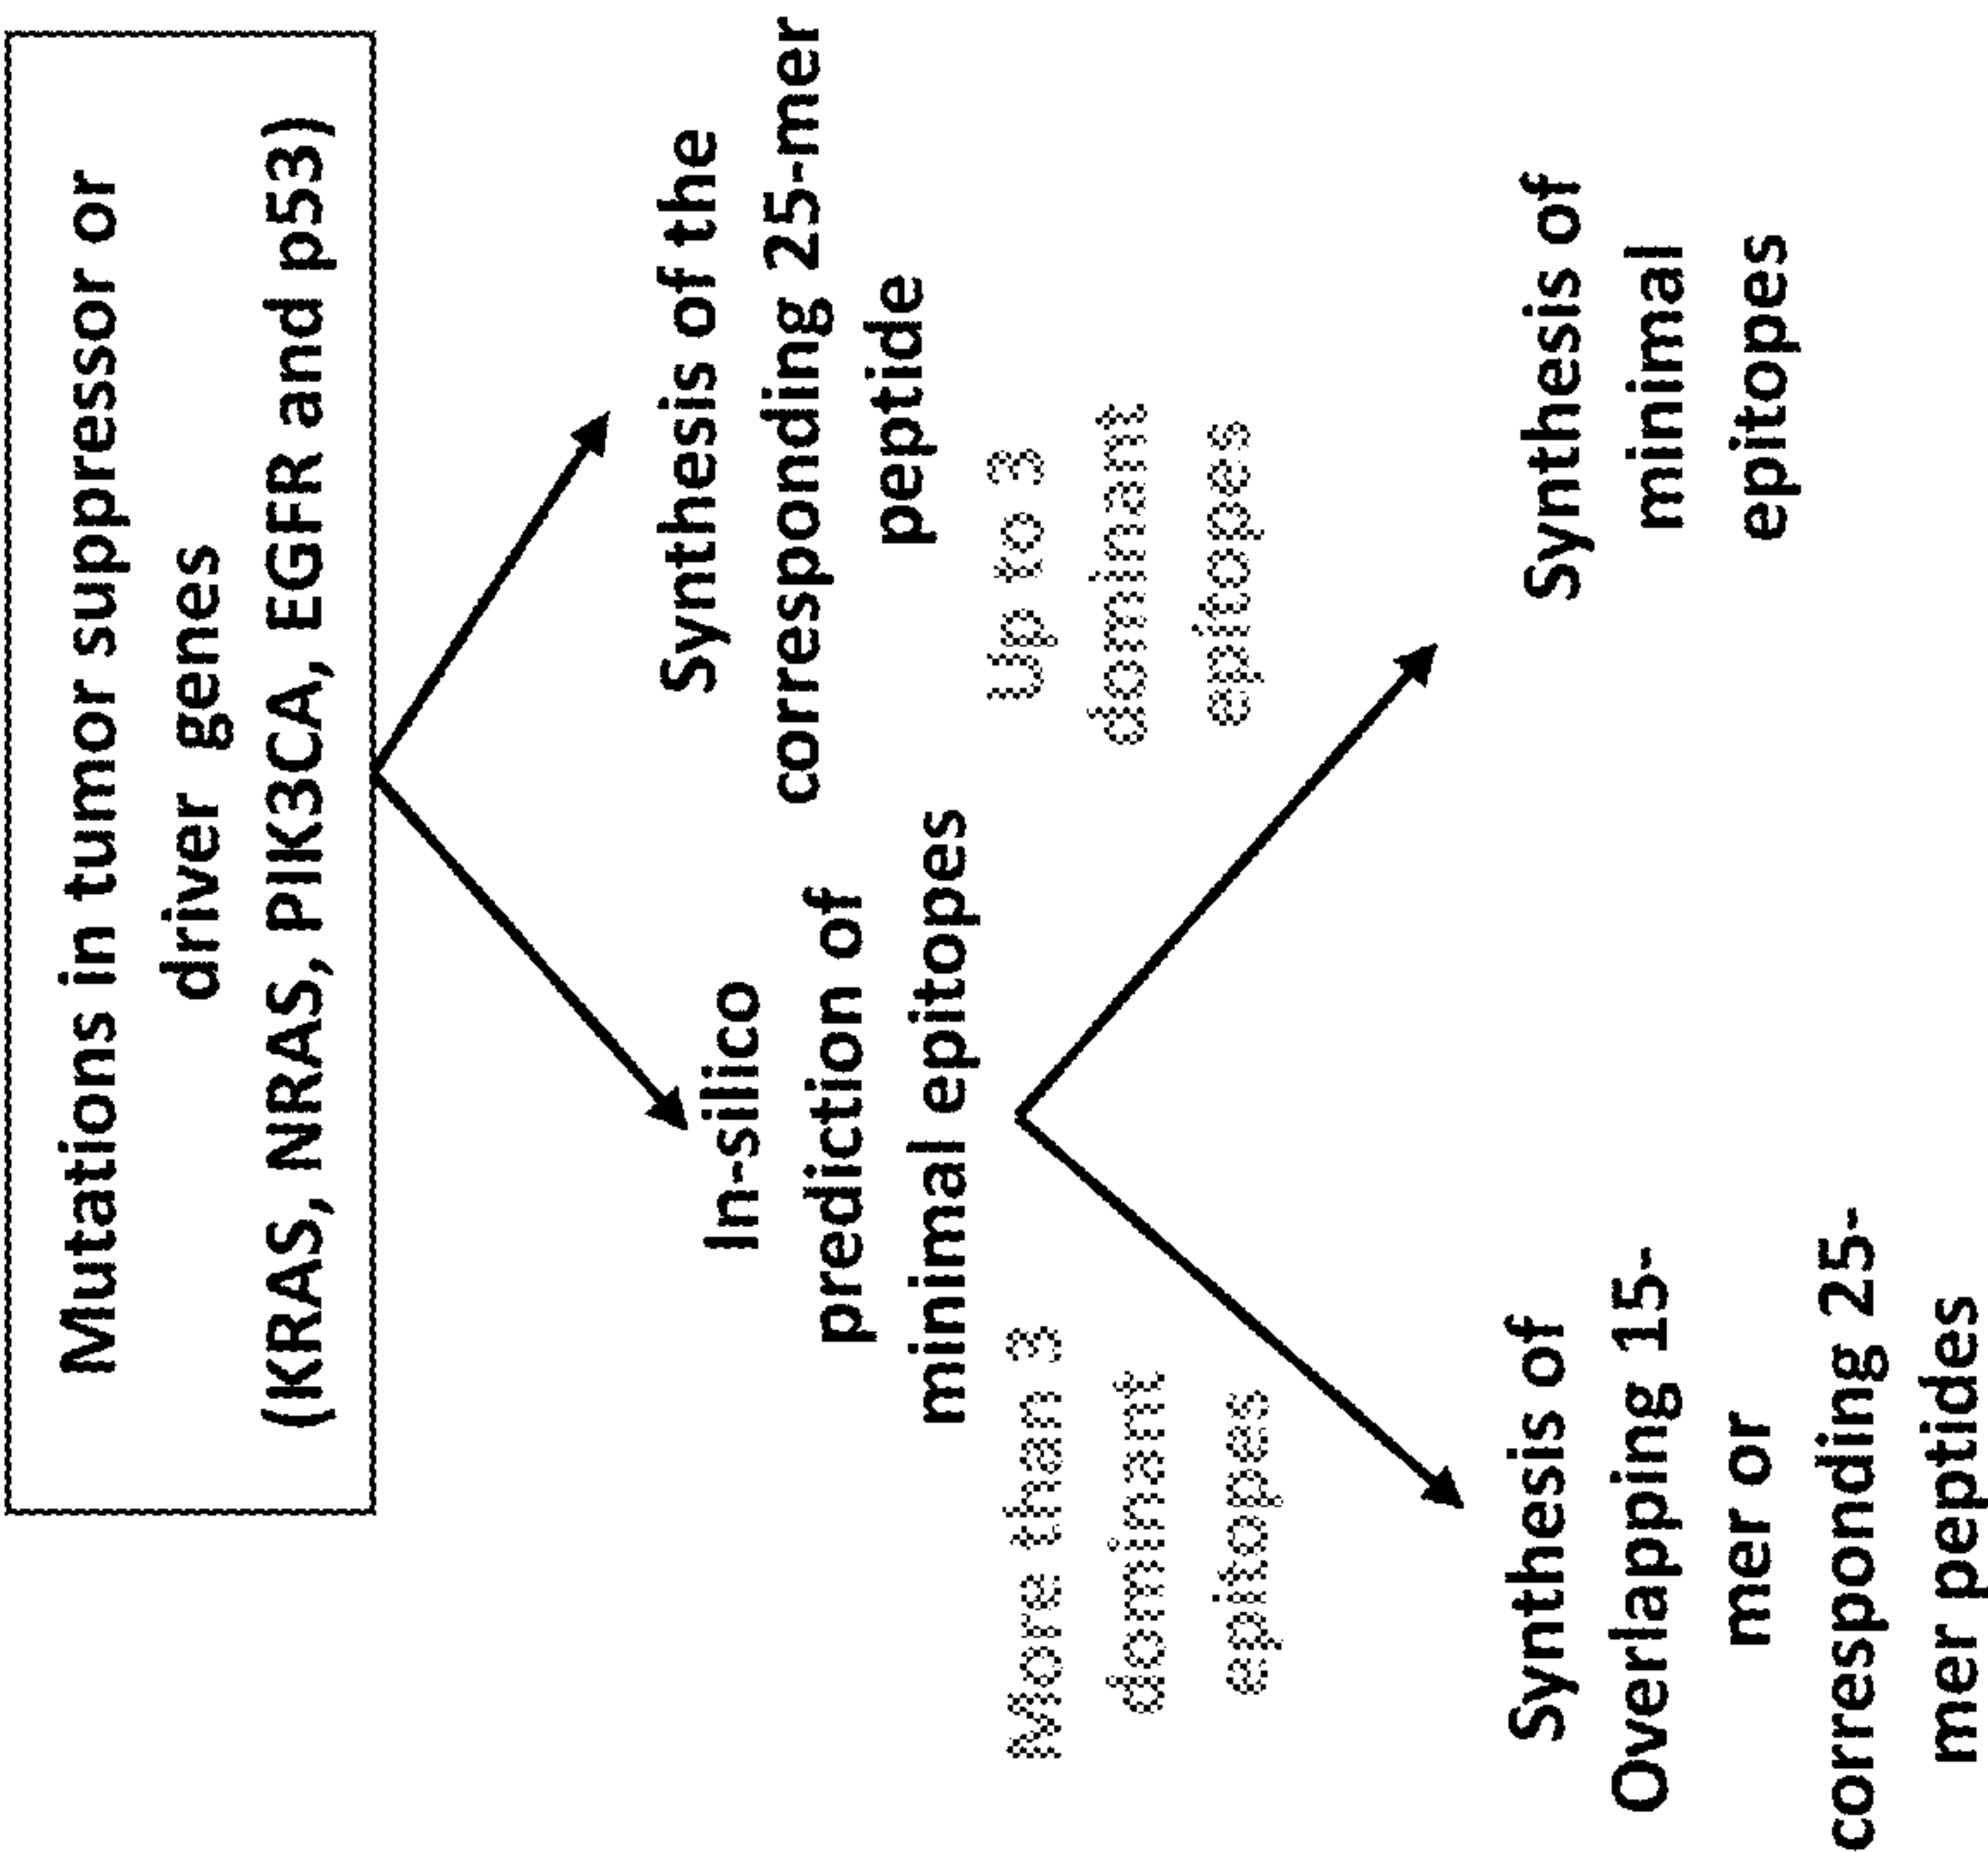 Mutations in tumor suppressor or
driver genes
(KRAS, NRAS, PIK3CA, EGFR and p53)
In-silico
prediction of
minimal epitopes
Synthesis of the
corresponding 25-mer
peptide
More than 3
dominant
epitopes
Up to 3
dominant
epitopes
Synthesis of
Overlapping 15-
mer or
corresponding 25-
mer peptides
Synthesis of
minimal
epitopes